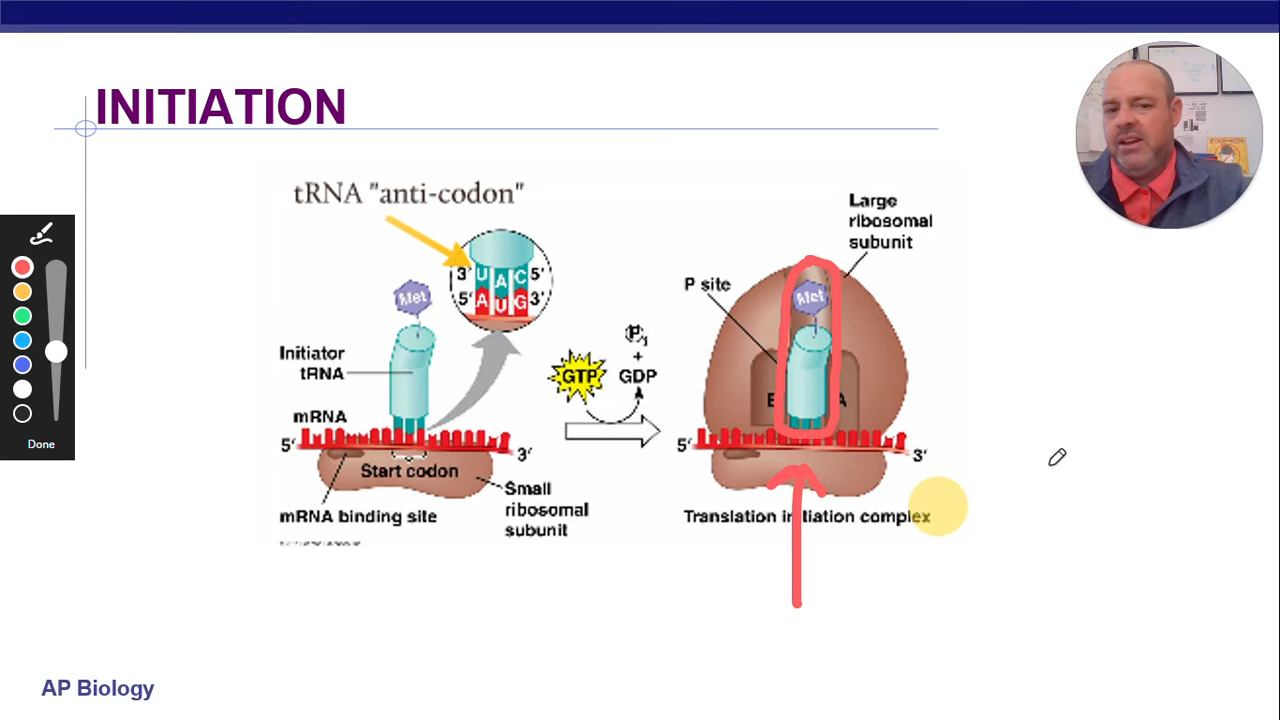 INITIATION
tRNA "anti-codon"
3' U A C 5'
5' A U G 3'
Met
Initiator
tRNA
mRNA
5'
3'
Start codon
mRNA binding site
Small
ribosomal
subunit
GTP
P i
+
GDP
Large
ribosomal
subunit
P site
Met
E
A
5'
3'
Translation initiation complex
Done
AP Biology